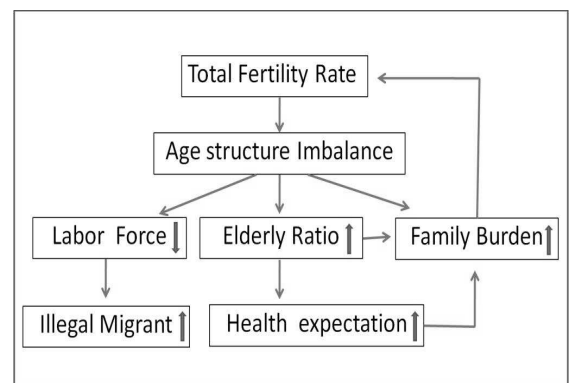 Total Fertility Rate
Age structure Imbalance
Labor Force
Elderly Ratio
Family Burden
Illegal Migrant
Health expectation